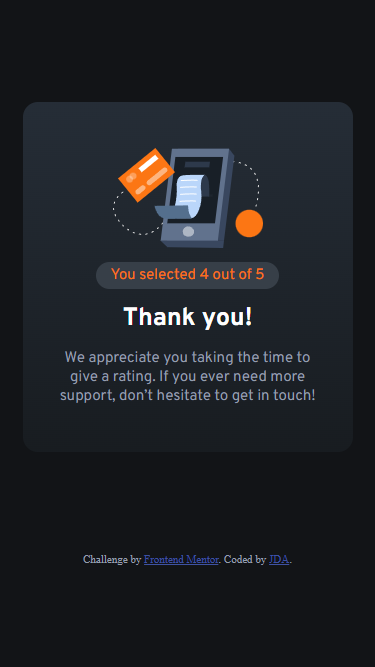 You selected 4 out of 5
Thank you!
We appreciate you taking the time to
give a rating. If you ever need more
support, don’t hesitate to get in touch!
Challenge by Frontend Mentor. Coded by JDA.